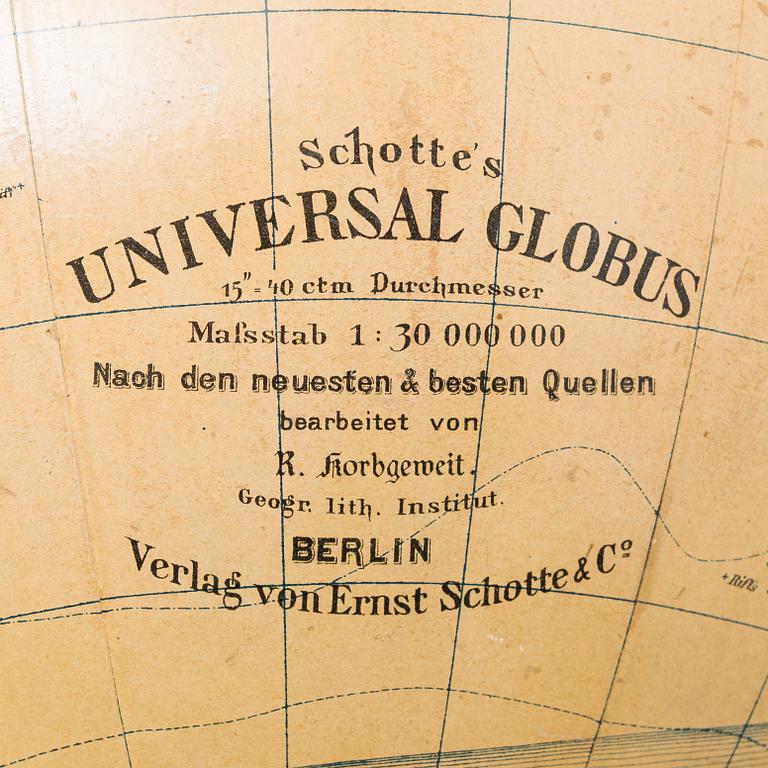 Schotte's
UNIVERSAL GLOBUS
15" = 40 ctm Durchmesser
Maſsstab 1 : 30 000 000
Nach den neuesten & besten Quellen
bearbeitet von
R. Korbgeweit.
Geogr. lith. Institut.
BERLIN
Verlag von Ernst Schotte & Cº
+ Riffs